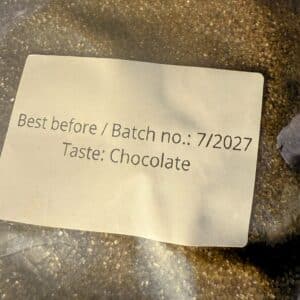 Best before / Batch no.: 7/2027
Taste: Chocolate